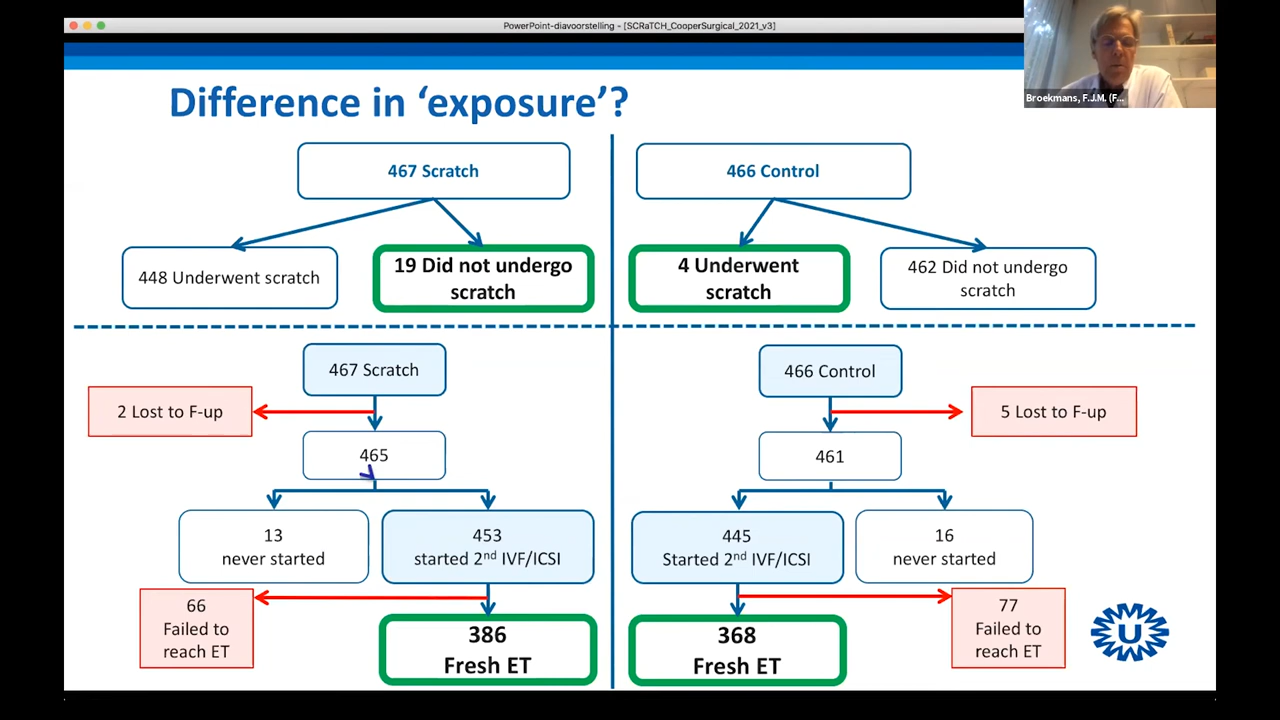 PowerPoint-diavoorstelling - [SCRaTCH_CooperSurgical_2021_v3]
Broekmans, F.J.M. (F...
Difference in ‘exposure’?
467 Scratch
466 Control
448 Underwent scratch
19 Did not undergo
scratch
4 Underwent
scratch
462 Did not undergo
scratch
467 Scratch
466 Control
2 Lost to F-up
5 Lost to F-up
465
461
13
never started
453
started 2nd IVF/ICSI
445
Started 2nd IVF/ICSI
16
never started
66
Failed to
reach ET
386
Fresh ET
368
Fresh ET
77
Failed to
reach ET
U